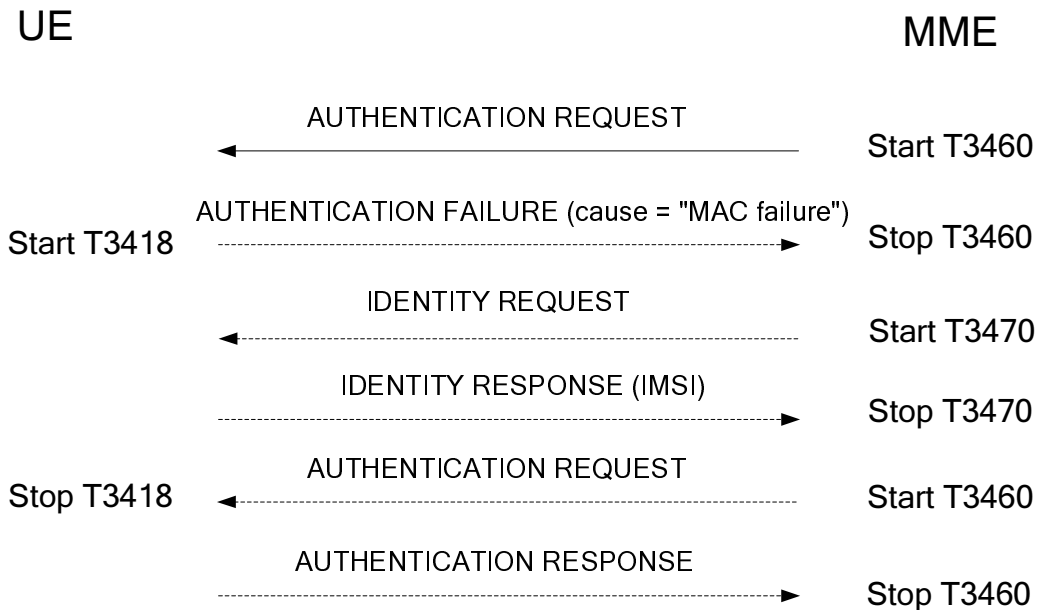 UE
MME
AUTHENTICATION REQUEST
Start T3460
AUTHENTICATION FAILURE (cause = "MAC failure")
Start T3418
Stop T3460
IDENTITY REQUEST
Start T3470
IDENTITY RESPONSE (IMSI)
Stop T3470
AUTHENTICATION REQUEST
Stop T3418
Start T3460
AUTHENTICATION RESPONSE
Stop T3460